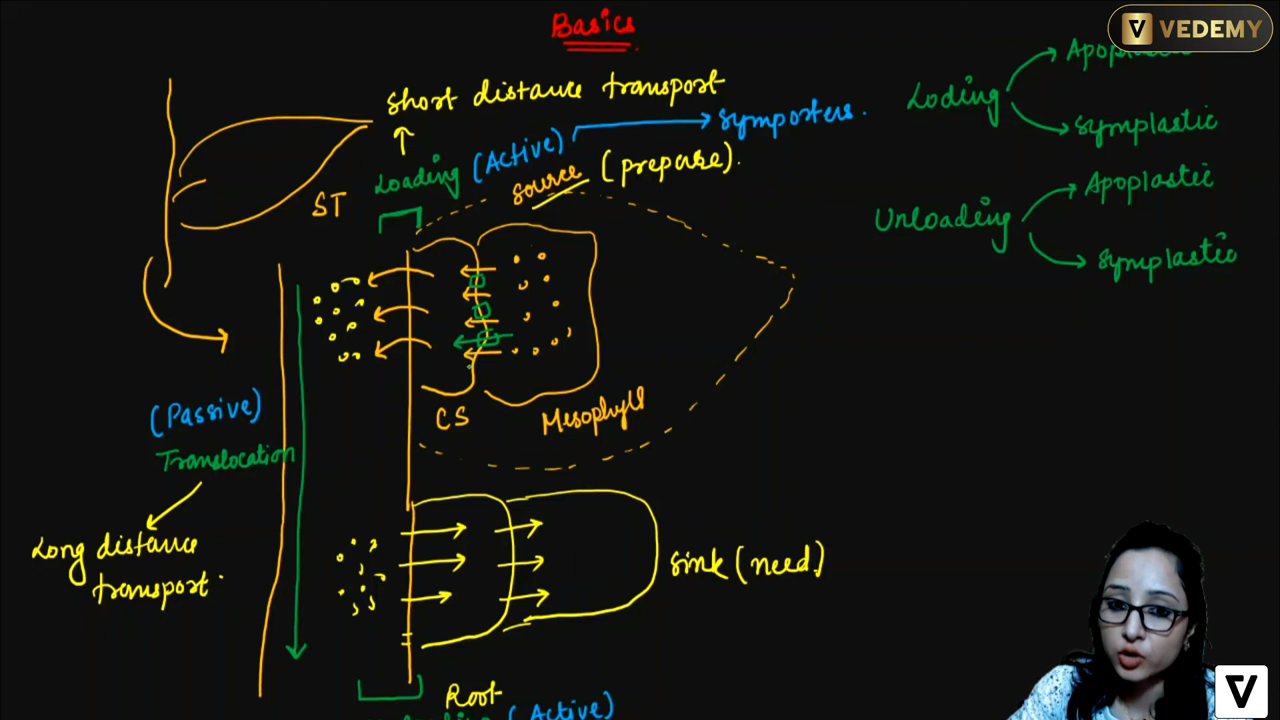 Basics
VEDEMY
Short distance transport
Symporters.
Loading (Active)
Source (prepare).
ST
Loding
Apoplastic
Symplastic
Unloading
Apoplastic
Symplastic
CS
Mesophyll
(Passive)
Translocation
Long distance
transport.
Sink (need)
Root
(Active)